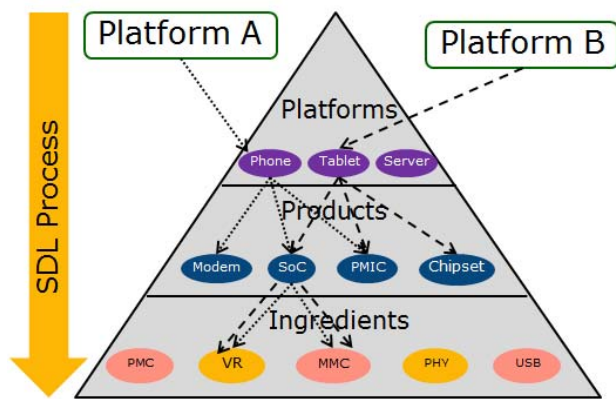 Platform A
Platform B
SDL Process
Platforms
Phone Tablet Server
Products
Modem SoC PMIC Chipset
Ingredients
PMC VR MMC PHY USB